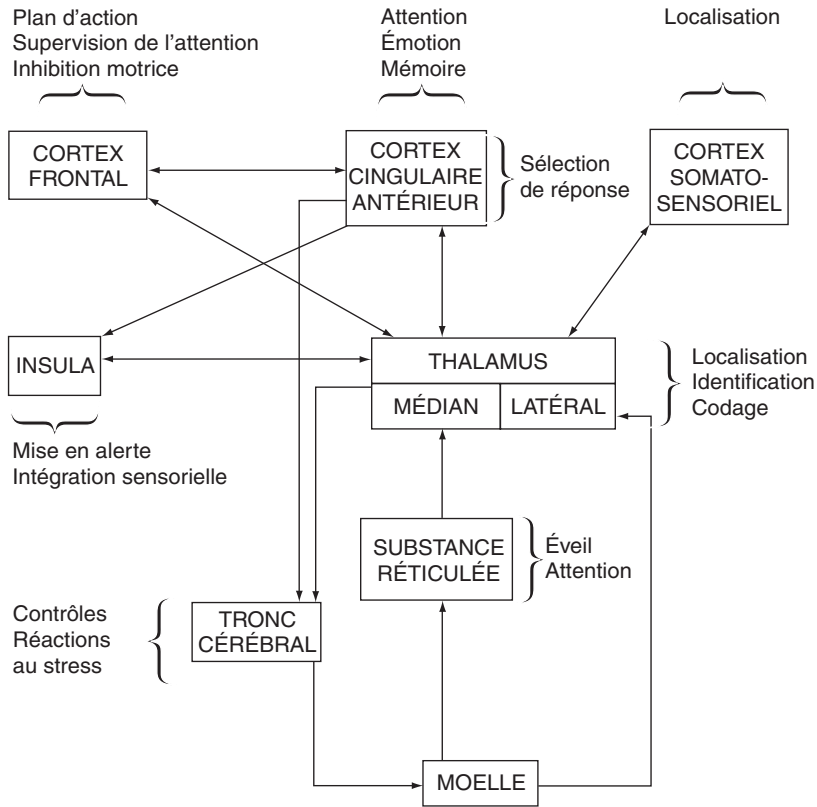 Plan d'action
Supervision de l'attention
Inhibition motrice
Attention
Émotion
Mémoire
Localisation
CORTEX
FRONTAL
CORTEX
CINGULAIRE
ANTÉRIEUR
Sélection
de réponse
CORTEX
SOMATO-
SENSORIEL
INSULA
THALAMUS
MÉDIAN
LATÉRAL
Localisation
Identification
Codage
Mise en alerte
Intégration sensorielle
SUBSTANCE
RÉTICULÉE
Éveil
Attention
Contrôles
Réactions
au stress
TRONC
CÉRÉBRAL
MOELLE